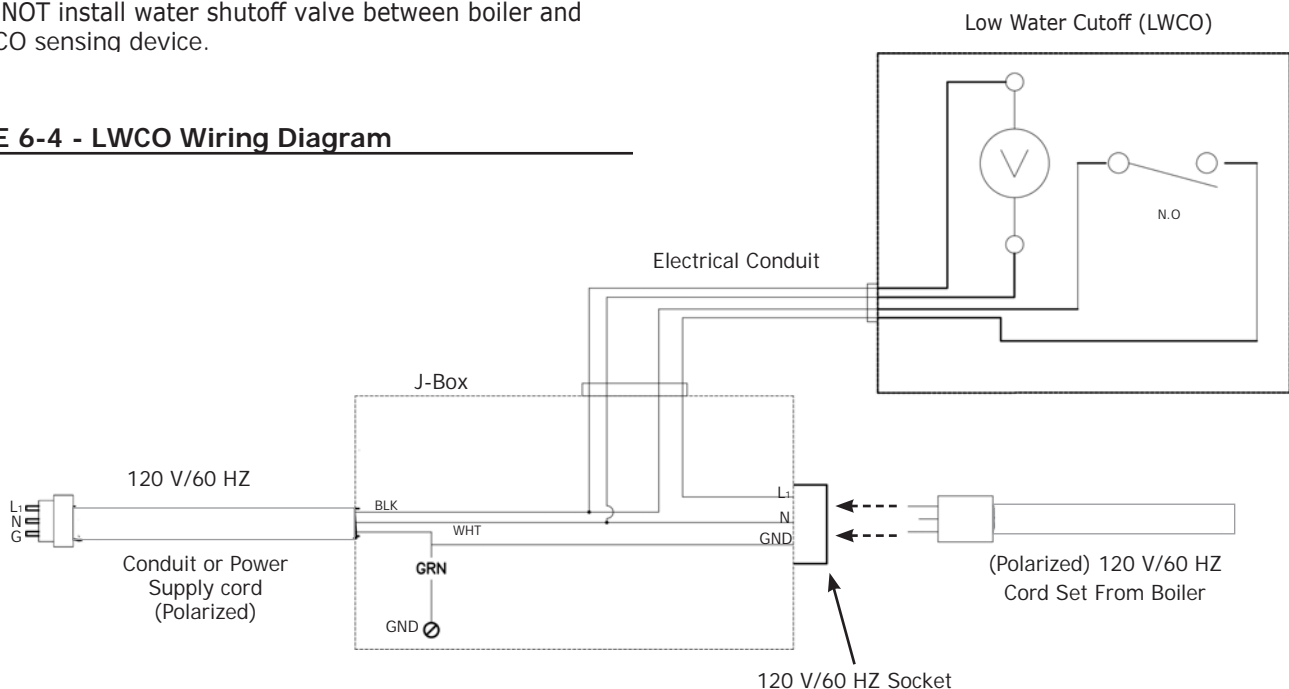 NOT install water shutoff valve between boiler and
CO sensing device.
E 6-4 - LWCO Wiring Diagram
Low Water Cutoff (LWCO)
V
N.O
Electrical Conduit
J-Box
120 V/60 HZ
L1
N
G
BLK
WHT
GRN
GND
L1
N
GND
Conduit or Power
Supply cord
(Polarized)
(Polarized) 120 V/60 HZ
Cord Set From Boiler
120 V/60 HZ Socket